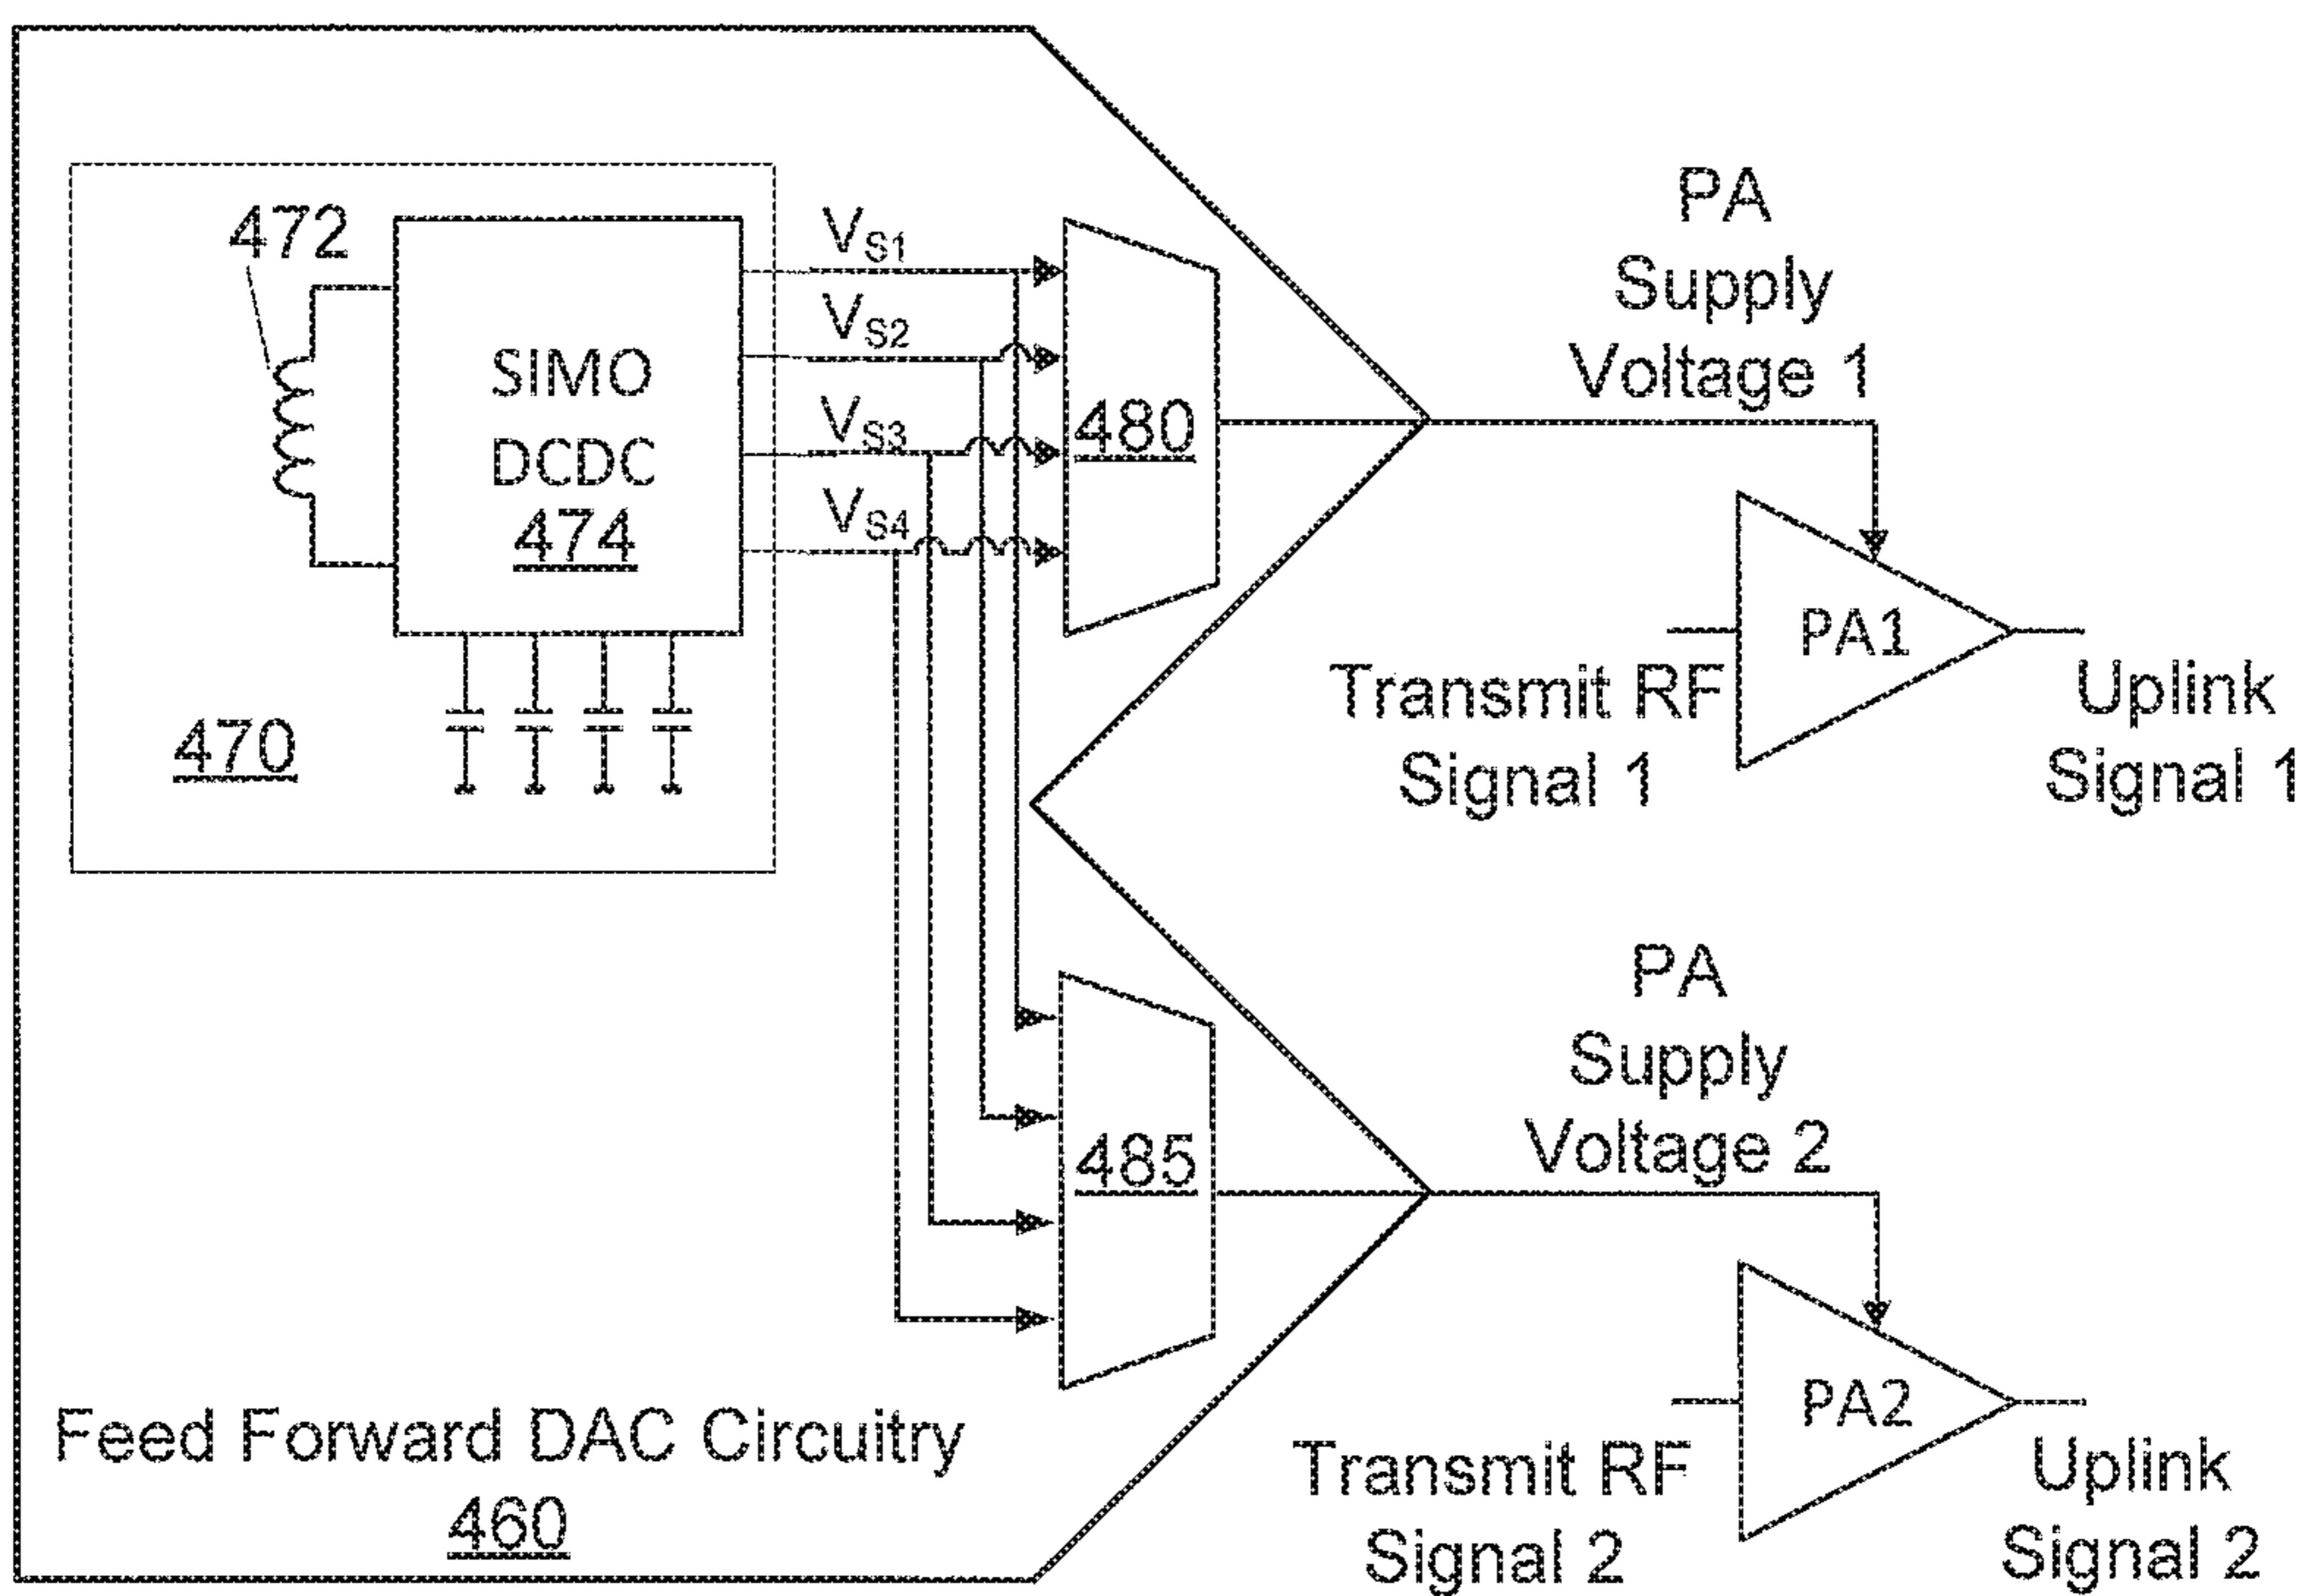 472
SIMO
DCDC
474
470
VS1
VS2
VS3
VS4
480
PA
Supply
Voltage 1
PA1
Transmit RF
Signal 1
Uplink
Signal 1
485
PA
Supply
Voltage 2
PA2
Transmit RF
Signal 2
Uplink
Signal 2
Feed Forward DAC Circuitry
460